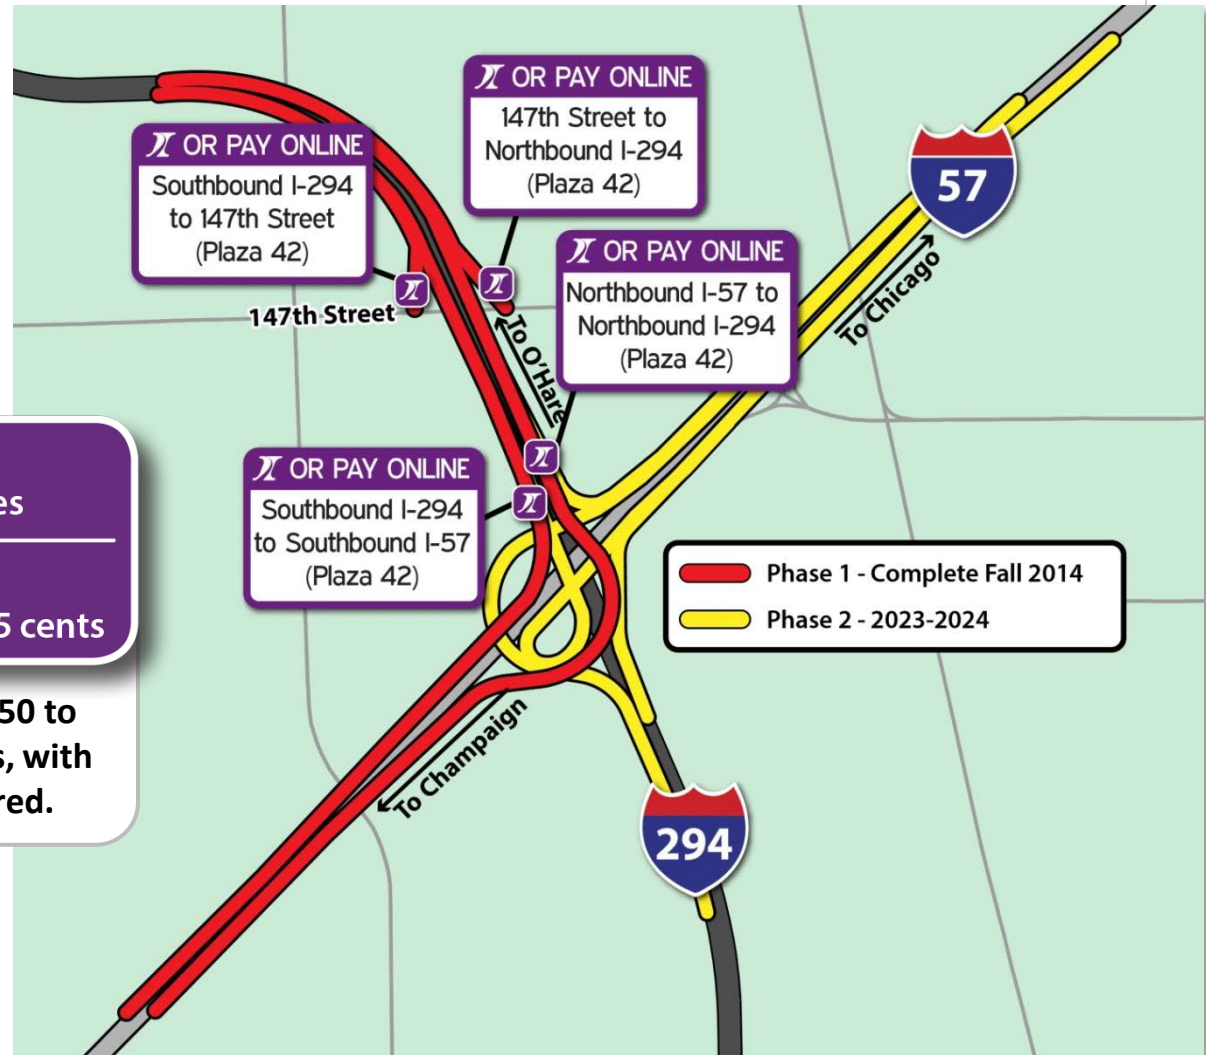 OR PAY ONLINE
147th Street to
Northbound I-294
(Plaza 42)
OR PAY ONLINE
Southbound I-294
to 147th Street
(Plaza 42)
57
OR PAY ONLINE
Northbound I-57 to
Northbound I-294
(Plaza 42)
147th Street
To O'Hare
To Chicago
OR PAY ONLINE
Southbound I-294
to Southbound I-57
(Plaza 42)
es
5 cents
Phase 1 - Complete Fall 2014
Phase 2 - 2023-2024
50 to
s, with
red.
To Champaign
294